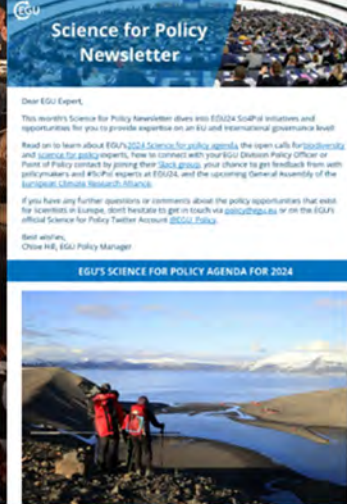 EGU
Science for Policy
Newsletter
Dear EGU Expert,
This month's Science for Policy Newsletter dives into EGU24 Sci4Pol initiatives and
opportunities for you to provide expertise on an EU and international governance level!
Read on to learn about EGU's 2024 Science for policy agenda, the open calls for biodiversity
and science for policy experts, how to connect with your EGU Division Policy Officer or
Point of Policy contact by joining their Slack group, your chance to get feedback from with
policymakers and #SciPol experts at EGU24, and the upcoming General Assembly of the
European Climate Research Alliance.
If you have any further questions or comments about the policy opportunities that exist
for scientists in Europe, don't hesitate to get in touch via policy@egu.eu or on the EGU's
official Science for Policy Twitter Account @EGU_Policy.
Best wishes,
Chloe Hill, EGU Policy Manager
EGU'S SCIENCE FOR POLICY AGENDA FOR 2024